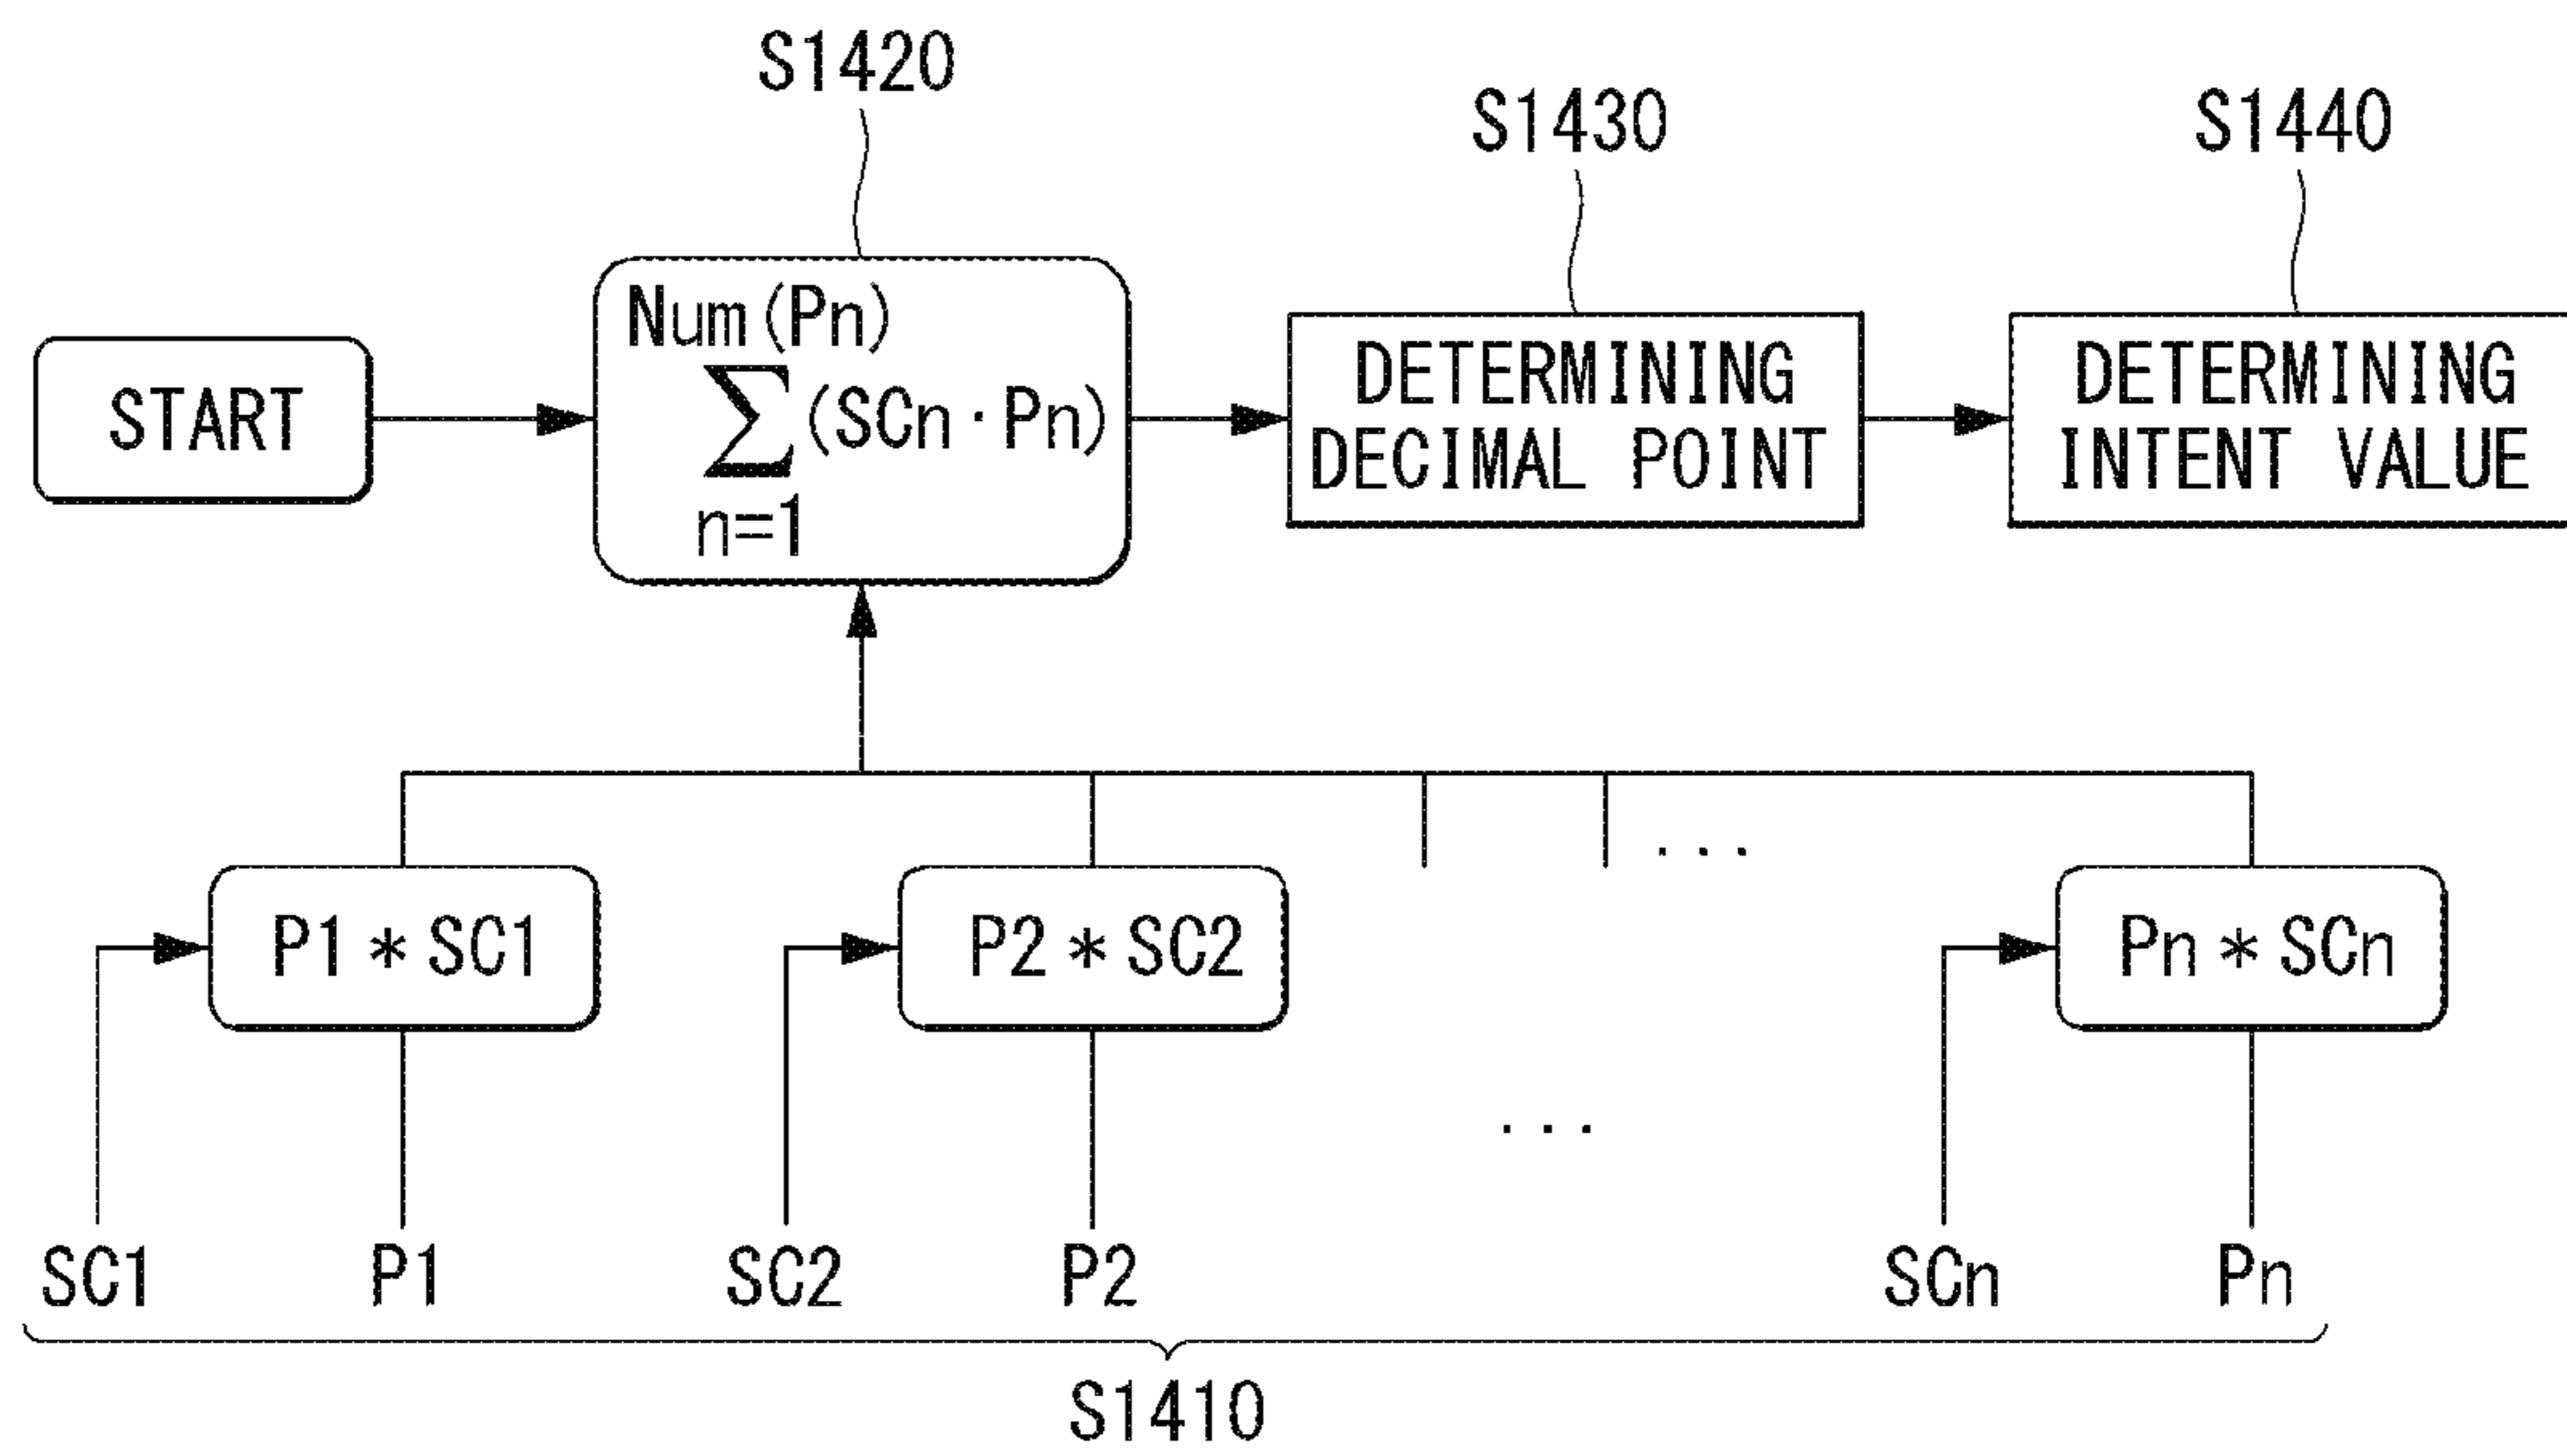 S1420
S1430
S1440
START
Num(Pn)
∑(SCn·Pn)
n=1
DETERMINING
DECIMAL POINT
DETERMINING
INTENT VALUE
...
P1*SC1
P2*SC2
Pn*SCn
...
SC1
P1
SC2
P2
SCn
Pn
S1410